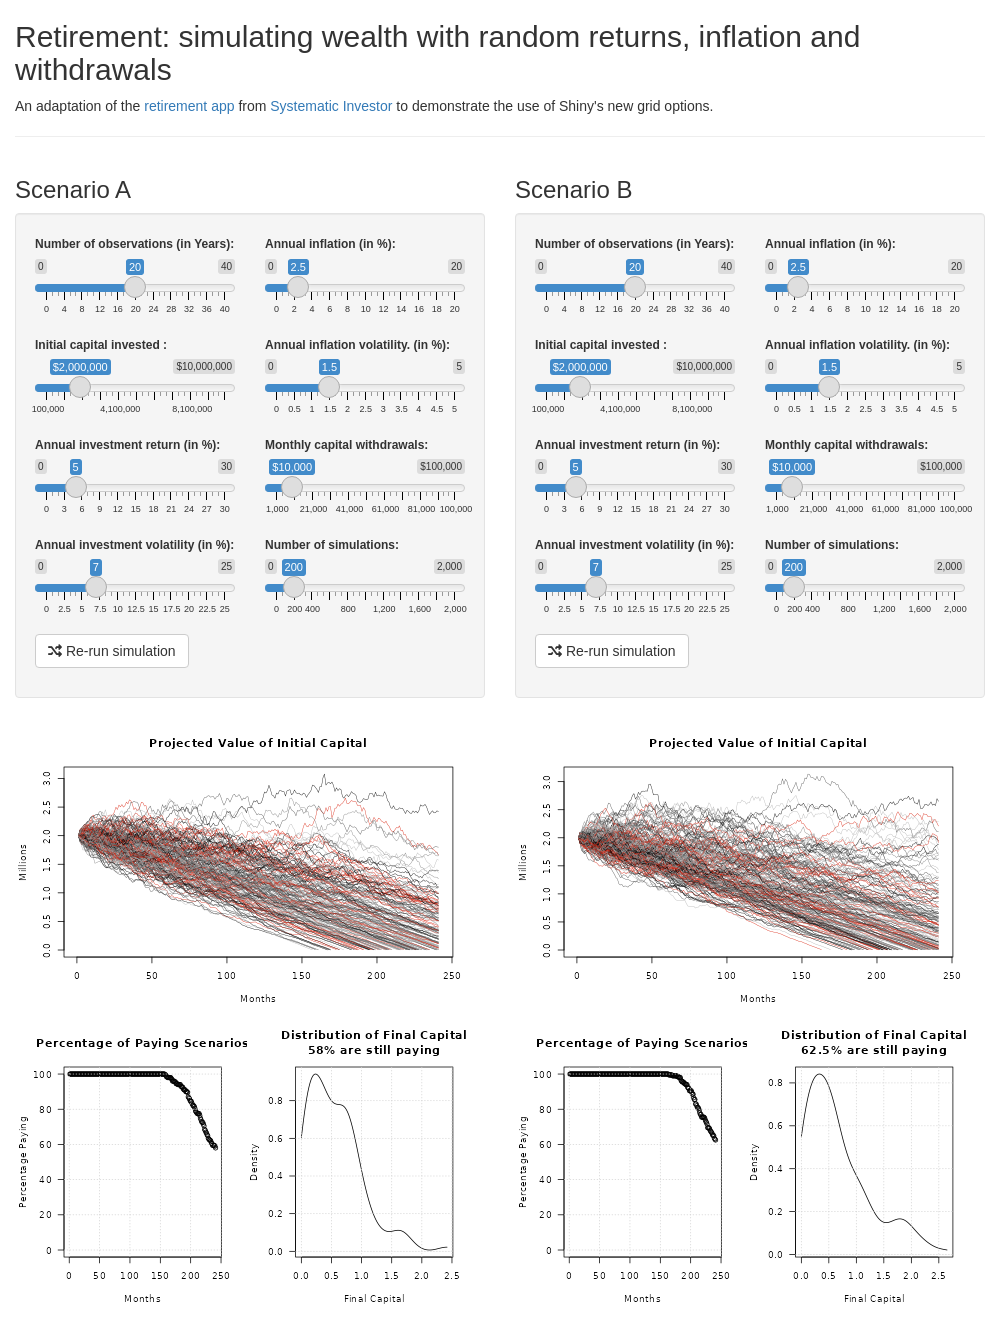 Retirement: simulating wealth with random returns, inflation and
withdrawals
An adaptation of the retirement app from Systematic Investor to demonstrate the use of Shiny's new grid options.
Scenario A
Number of observations (in Years):
0 20 40
0 4 8 12 16 20 24 28 32 36 40
Annual inflation (in %):
0 2.5 20
0 2 4 6 8 10 12 14 16 18 20
Initial capital invested :
$2,000,000 $10,000,000
100,000 4,100,000 8,100,000
Annual inflation volatility. (in %):
0 1.5 5
0 0.5 1 1.5 2 2.5 3 3.5 4 4.5 5
Annual investment return (in %):
0 5 30
0 3 6 9 12 15 18 21 24 27 30
Monthly capital withdrawals:
$10,000 $100,000
1,000 21,000 41,000 61,000 81,000 100,000
Annual investment volatility (in %):
0 7 25
0 2.5 5 7.5 10 12.5 15 17.5 20 22.5 25
Number of simulations:
0 200 2,000
0 200 400 800 1,200 1,600 2,000
Re-run simulation
Scenario B
Number of observations (in Years):
0 20 40
0 4 8 12 16 20 24 28 32 36 40
Annual inflation (in %):
0 2.5 20
0 2 4 6 8 10 12 14 16 18 20
Initial capital invested :
$2,000,000 $10,000,000
100,000 4,100,000 8,100,000
Annual inflation volatility. (in %):
0 1.5 5
0 0.5 1 1.5 2 2.5 3 3.5 4 4.5 5
Annual investment return (in %):
0 5 30
0 3 6 9 12 15 18 21 24 27 30
Monthly capital withdrawals:
$10,000 $100,000
1,000 21,000 41,000 61,000 81,000 100,000
Annual investment volatility (in %):
0 7 25
0 2.5 5 7.5 10 12.5 15 17.5 20 22.5 25
Number of simulations:
0 200 2,000
0 200 400 800 1,200 1,600 2,000
Re-run simulation
Projected Value of Initial Capital
Millions
3.0
2.5
2.0
1.5
1.0
0.5
0.0
0 50 100 150 200 250
Months
Percentage of Paying Scenarios
Percentage Paying
100
80
60
40
20
0
0 50 100 150 200 250
Months
Distribution of Final Capital
58% are still paying
Density
0.8
0.6
0.4
0.2
0.0
0.0 0.5 1.0 1.5 2.0 2.5
Final Capital
Projected Value of Initial Capital
Millions
3.0
2.5
2.0
1.5
1.0
0.5
0.0
0 50 100 150 200 250
Months
Percentage of Paying Scenarios
Percentage Paying
100
80
60
40
20
0
0 50 100 150 200 250
Months
Distribution of Final Capital
62.5% are still paying
Density
0.8
0.6
0.4
0.2
0.0
0.0 0.5 1.0 1.5 2.0 2.5
Final Capital